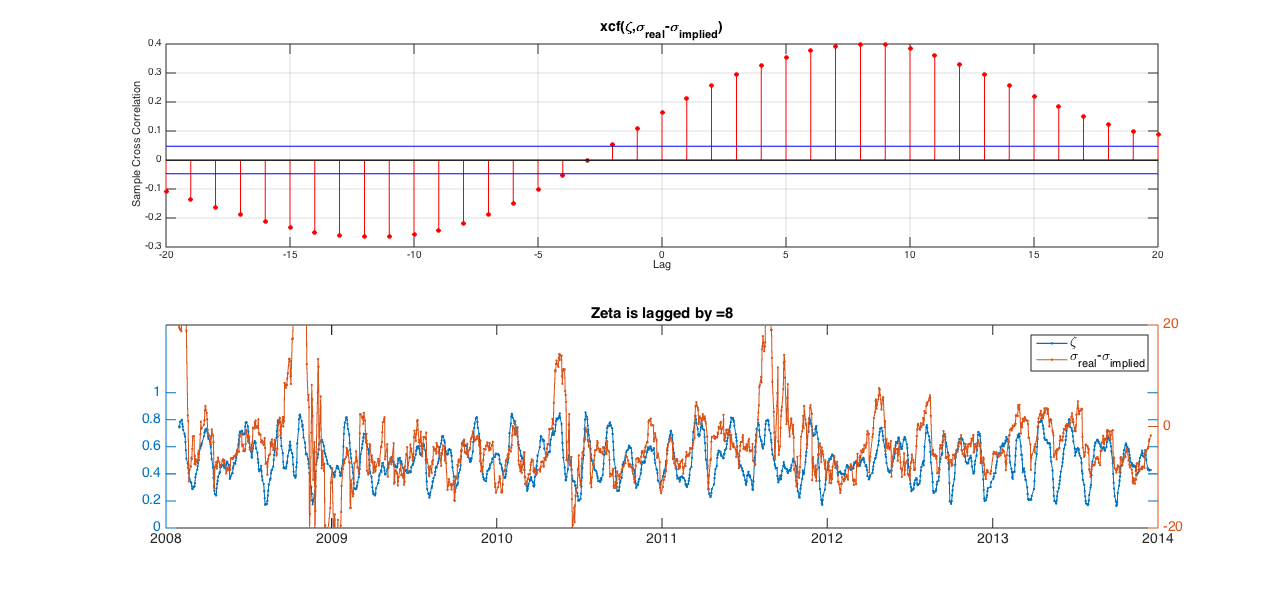 xcf(ζ,σreal-σimplied)
Sample Cross Correlation
0.4
0.3
0.2
0.1
0
-0.1
-0.2
-0.3
-20 -15 -10 -5 0 5 10 15 20
Lag
Zeta is lagged by =8
1
0.8
0.6
0.4
0.2
0
20
0
-20
ζ
σreal-σimplied
2008 2009 2010 2011 2012 2013 2014